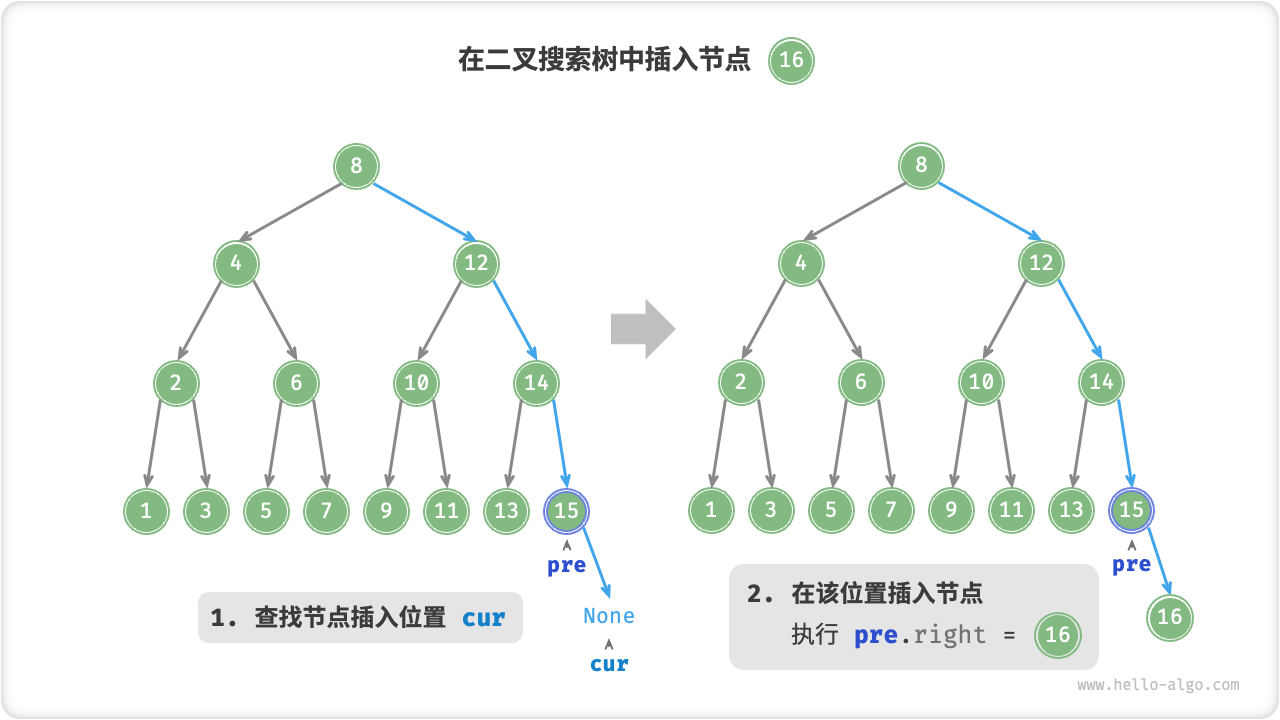 在二叉搜索树中插入节点 16
8
4 12
2 6 10 14
1 3 5 7 9 11 13 15
pre
None
cur
1. 查找节点插入位置 cur
8
4 12
2 6 10 14
1 3 5 7 9 11 13 15
pre
16
2. 在该位置插入节点
执行 pre.right = 16
www.hello-algo.com